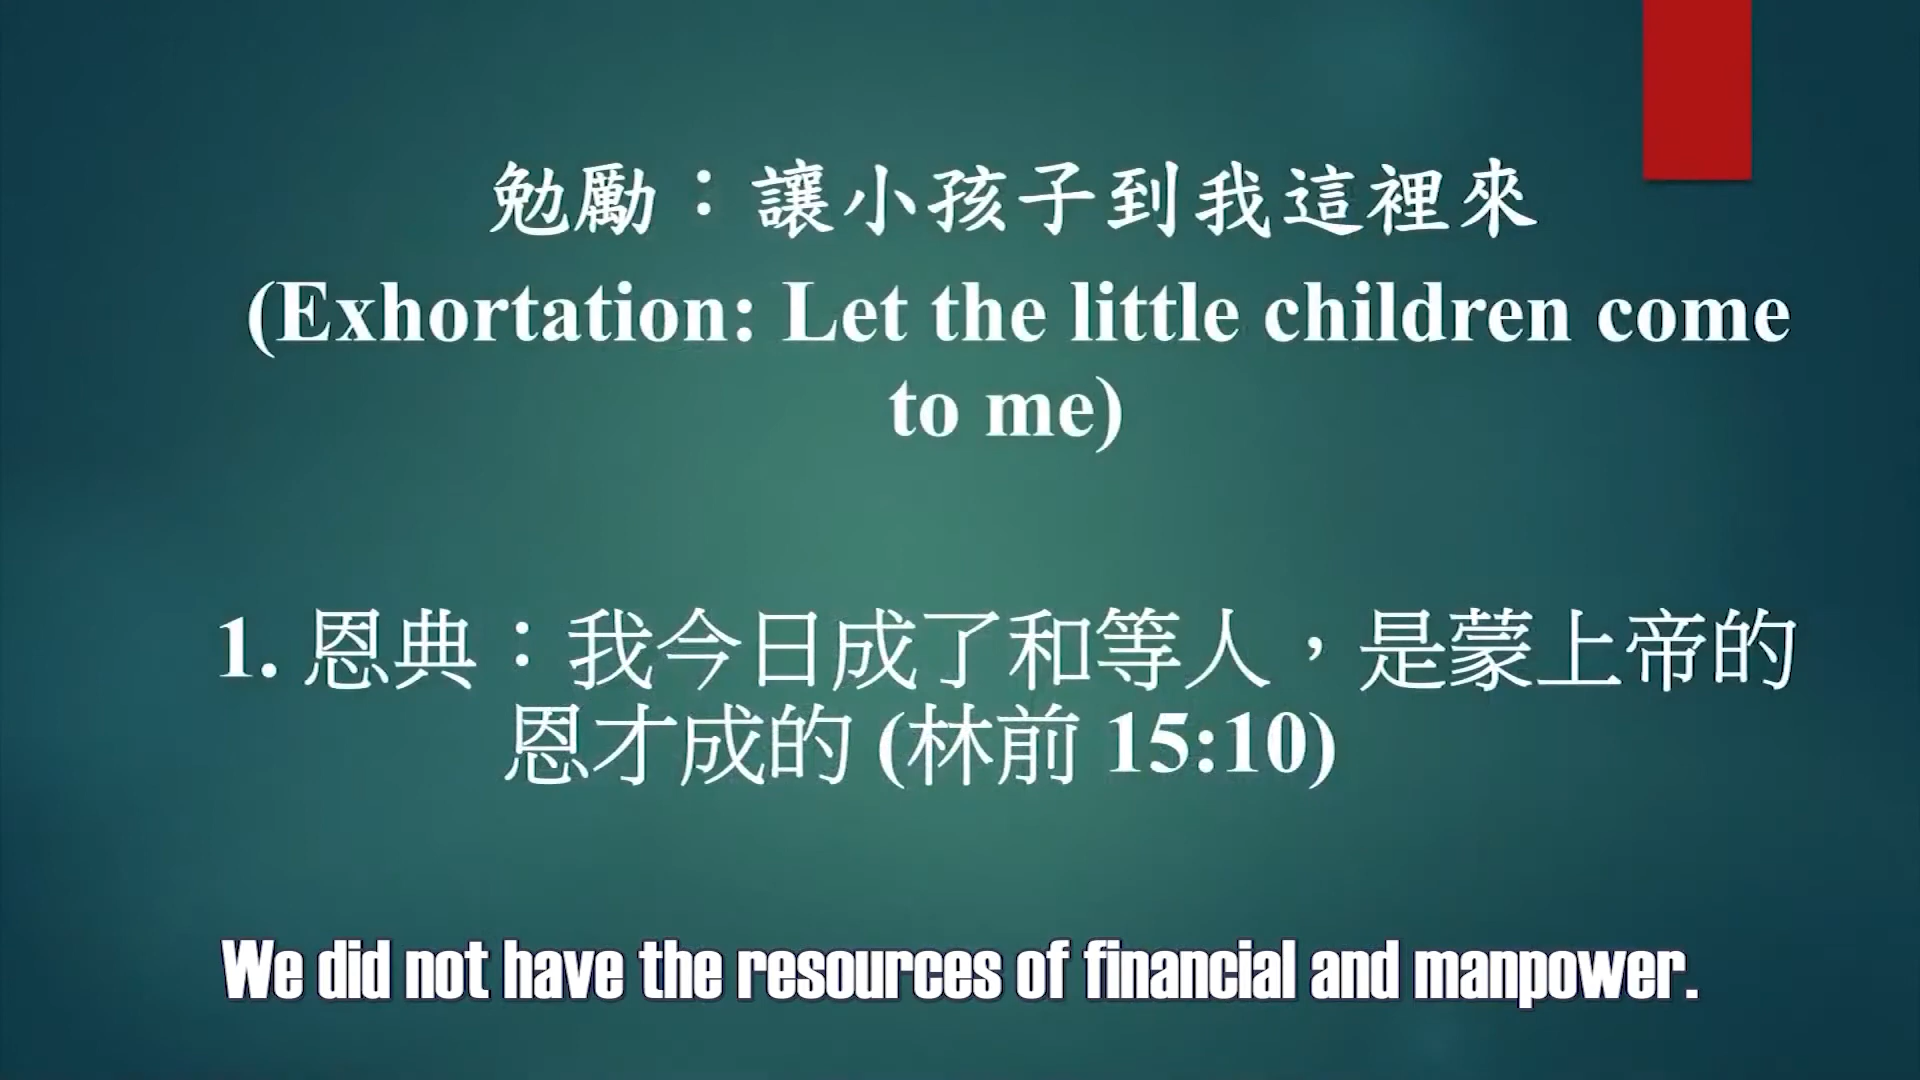 勉勵：讓小孩子到我這裡來
(Exhortation: Let the little children come
to me)
1. 恩典：我今日成了和等人，是蒙上帝的
恩才成的 (林前 15:10)
We did not have the resources of financial and manpower.